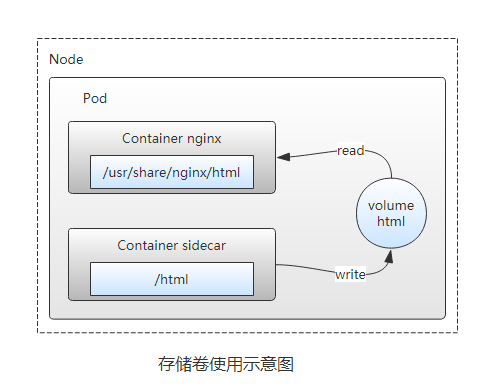 Node
Pod
Container nginx
/usr/share/nginx/html
read
volume
html
Container sidecar
/html
write
存储卷使用示意图